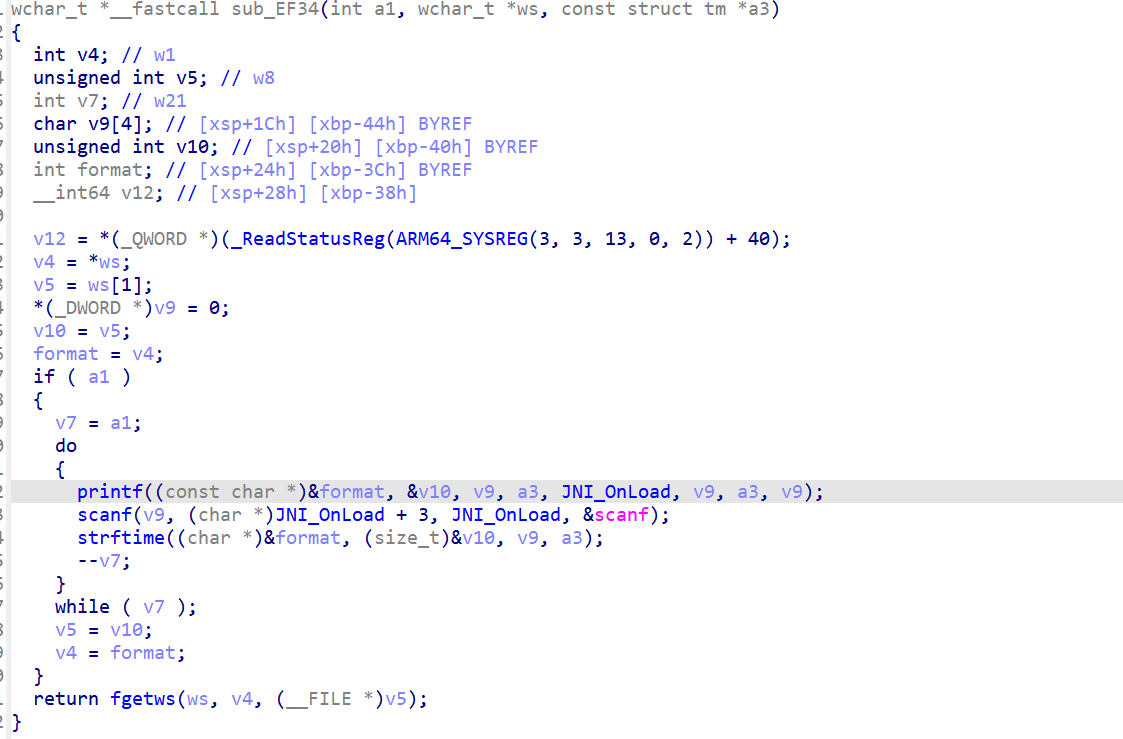 wchar_t *__fastcall sub_EF34(int a1, wchar_t *ws, const struct tm *a3)
{
  int v4; // w1
  unsigned int v5; // w8
  int v7; // w21
  char v9[4]; // [xsp+1Ch] [xbp-44h] BYREF
  unsigned int v10; // [xsp+20h] [xbp-40h] BYREF
  int format; // [xsp+24h] [xbp-3Ch] BYREF
  __int64 v12; // [xsp+28h] [xbp-38h]

  v12 = *(_QWORD *)(_ReadStatusReg(ARM64_SYSREG(3, 3, 13, 0, 2)) + 40);
  v4 = *ws;
  v5 = ws[1];
  *(_DWORD *)v9 = 0;
  v10 = v5;
  format = v4;
  if ( a1 )
  {
    v7 = a1;
    do
    {
      printf((const char *)&format, &v10, v9, a3, JNI_OnLoad, v9, a3, v9);
      scanf(v9, (char *)JNI_OnLoad + 3, JNI_OnLoad, &scanf);
      strftime((char *)&format, (size_t)&v10, v9, a3);
      --v7;
    }
    while ( v7 );
    v5 = v10;
    v4 = format;
  }
  return fgetws(ws, v4, (__FILE *)v5);
}